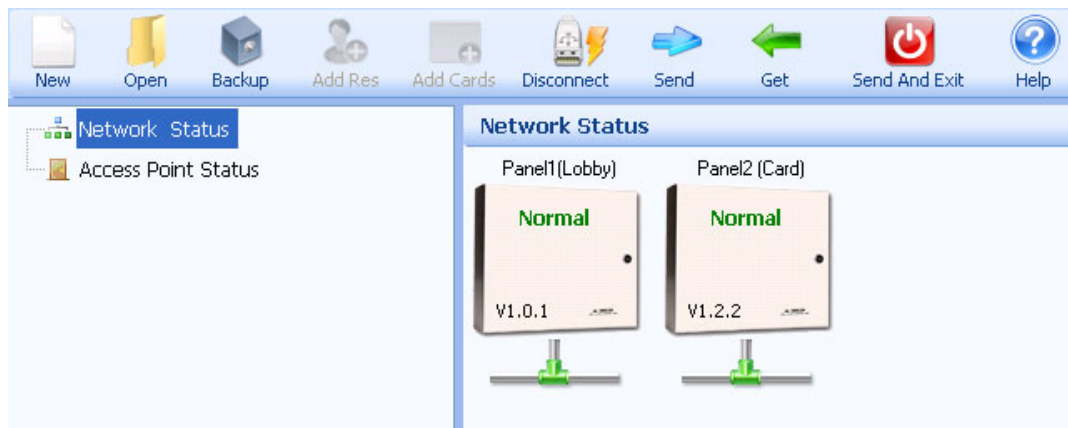 New Open Backup Add Res Add Cards Disconnect Send Get Send And Exit Help
Network Status
Access Point Status
Network Status
Panel1(Lobby) Panel2 (Card)
Normal Normal
V1.0.1 V1.2.2